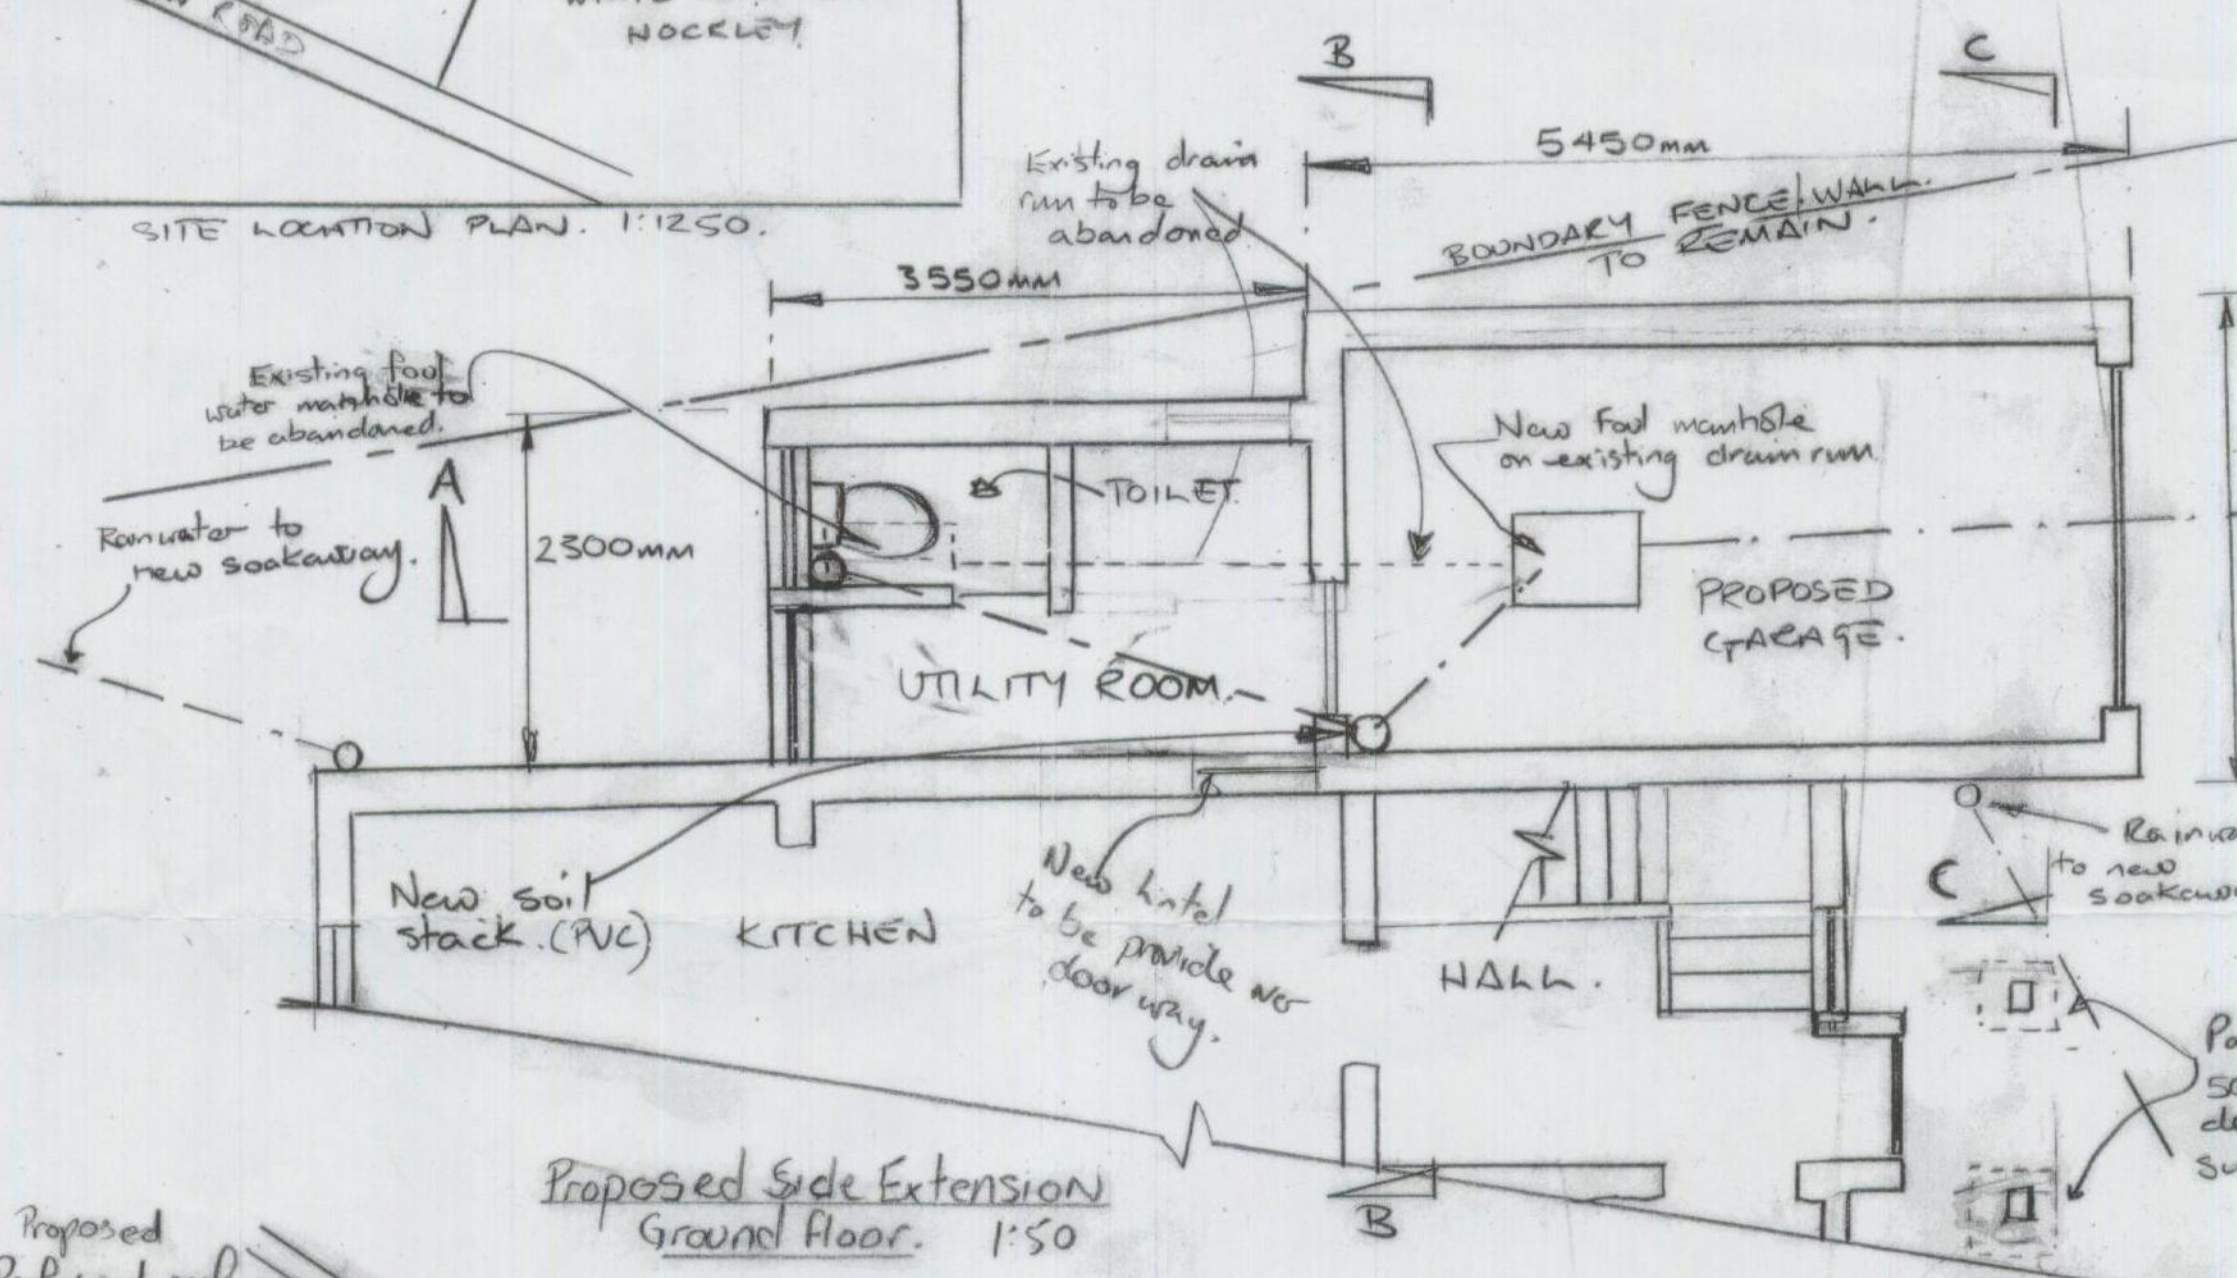 ROAD
HOCKLEY
SITE LOCATION PLAN. 1:1250.
B
C
5450mm
Existing drain
run to be
abandoned
BOUNDARY FENCE/WALL
TO REMAIN.
3550mm
Existing foul
water manhole to
be abandoned.
A
Rainwater to
new soakaway.
2300mm
TOILET.
New Foul manhole
on existing drain run
PROPOSED
GARAGE.
UTILITY ROOM.
New soil
stack. (PVC)
KITCHEN
New Lintel
to be provide
door way.
HALL.
C
to new
B
Proposed Side Extension
Ground floor. 1:50
Proposed